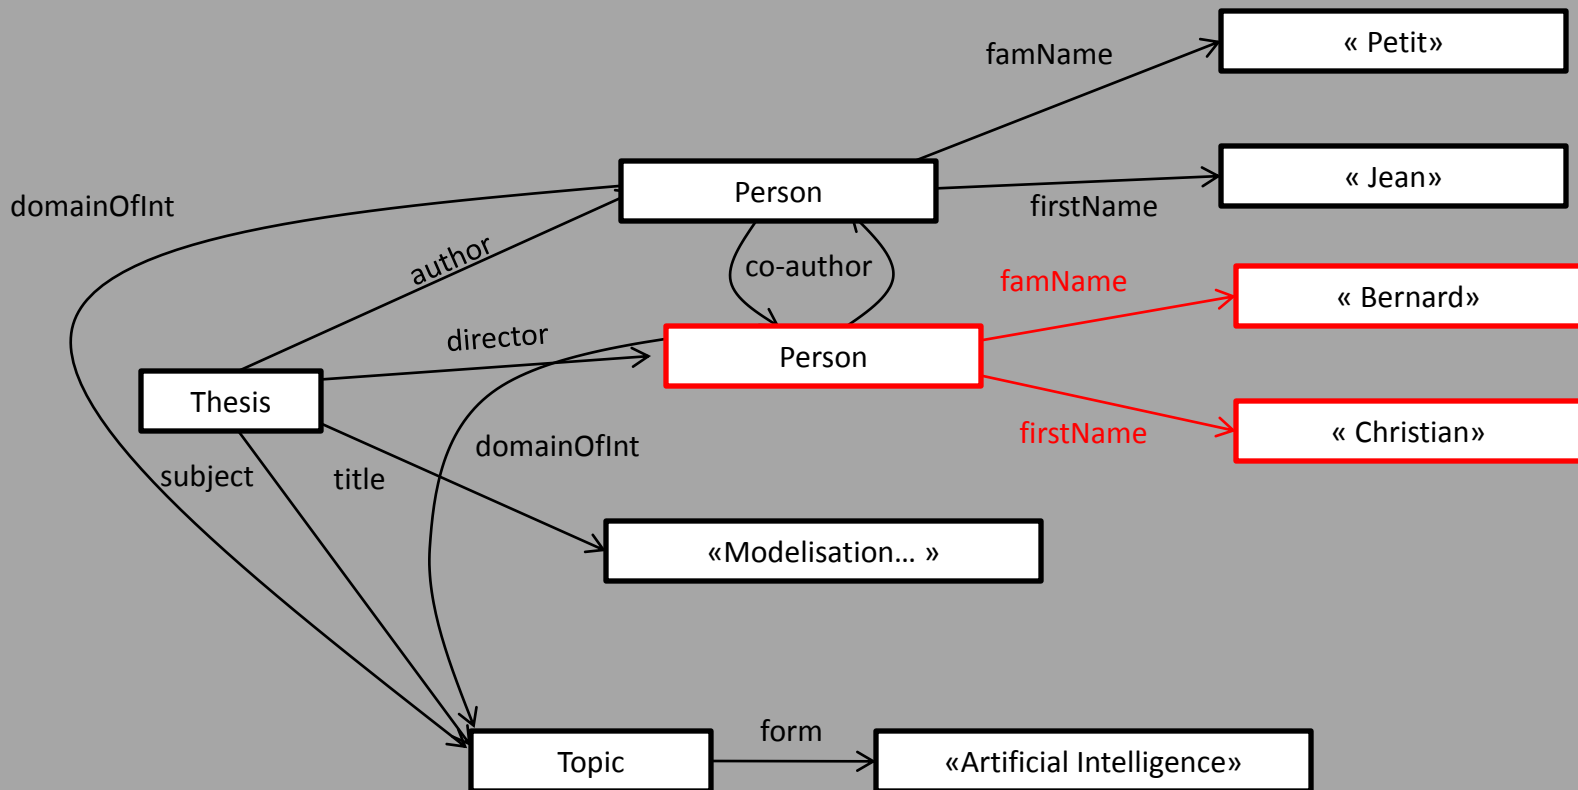 famName
« Petit»
domainOfInt
Person
« Jean»
firstName
author
co-author
famName
« Bernard»
director
Person
Thesis
firstName
« Christian»
domainOfInt
subject
title
«Modelisation... »
form
Topic
«Artificial Intelligence»